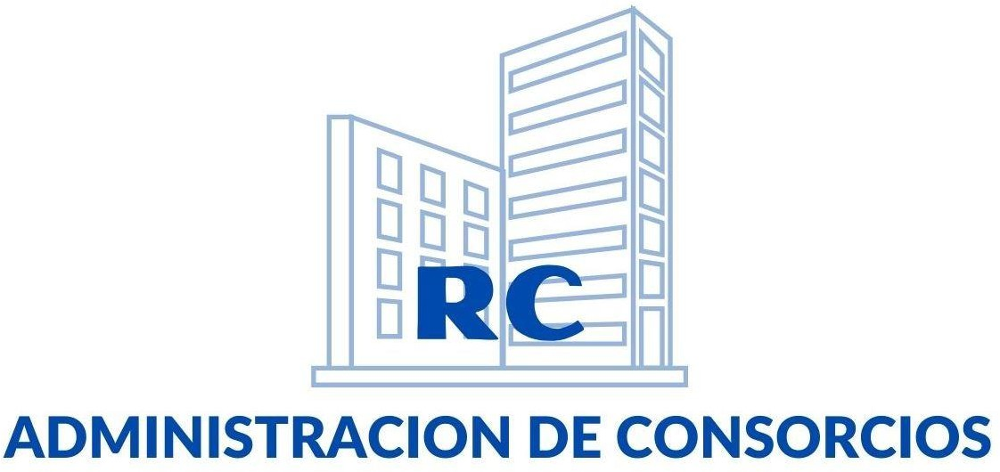 RC
ADMINISTRACION DE CONSORCIOS